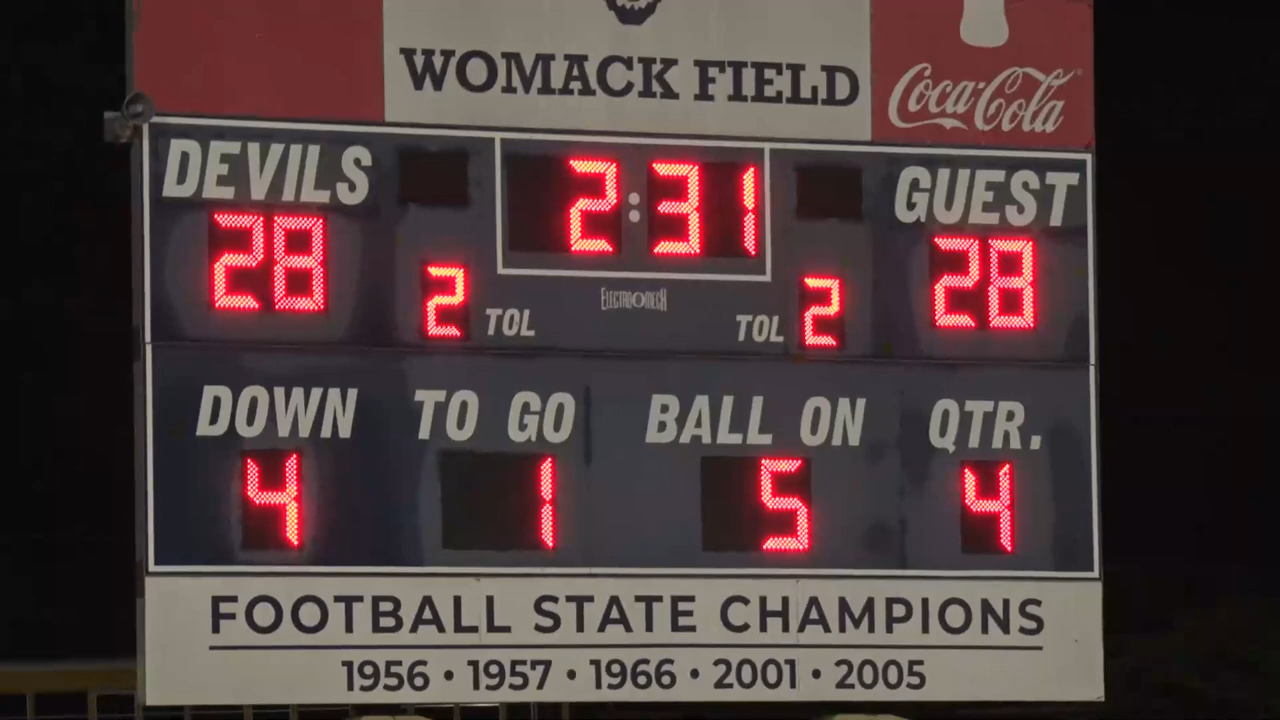 WOMACK FIELD
Coca-Cola
DEVILS
2:31
GUEST
28
28
2 TOL
ELECTRO-MECH
TOL 2
DOWN TO GO BALL ON QTR.
4 1 5 4
FOOTBALL STATE CHAMPIONS
1956 • 1957 • 1966 • 2001 • 2005